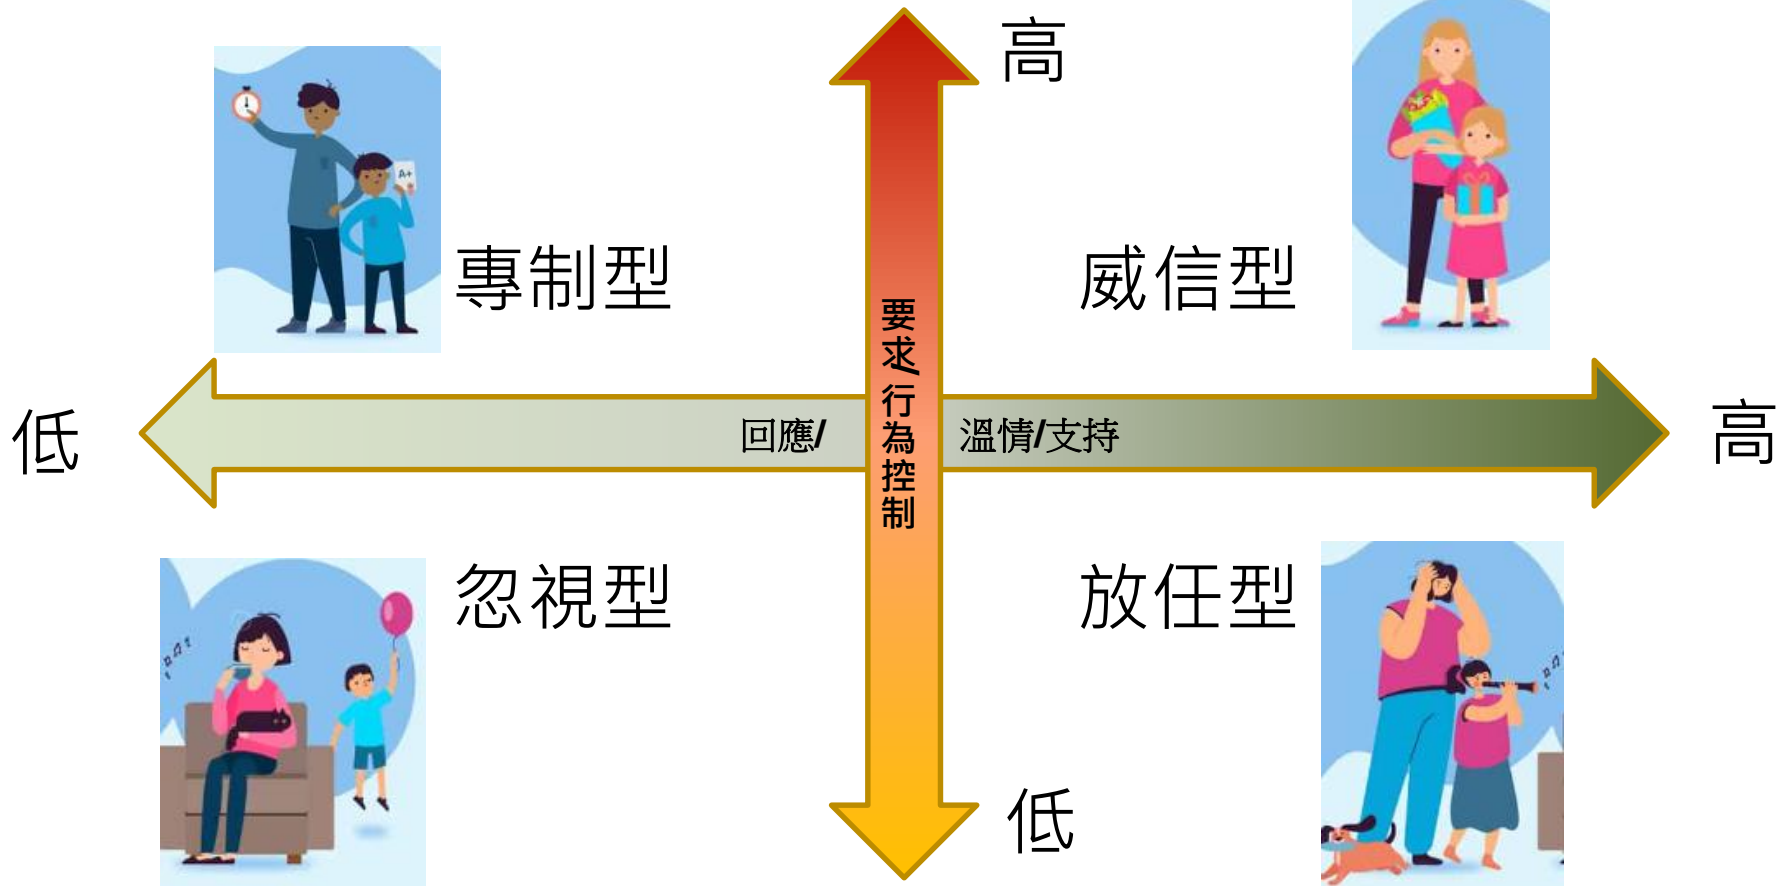 高
A+
專制型
威信型
要求/行為控制
低
回應/
溫情/支持
高
忽視型
放任型
低